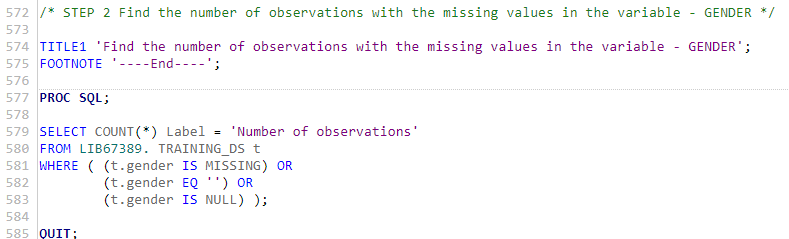 572 /* STEP 2 Find the number of observations with the missing values in the variable - GENDER */
573
574 TITLE1 'Find the number of observations with the missing values in the variable - GENDER';
575 FOOTNOTE '----End----';
576
577 PROC SQL;
578
579 SELECT COUNT(*) Label = 'Number of observations'
580 FROM LIB67389. TRAINING_DS t
581 WHERE ( (t.gender IS MISSING) OR
582 (t.gender EQ '') OR
583 (t.gender IS NULL) );
584
585 QUIT;